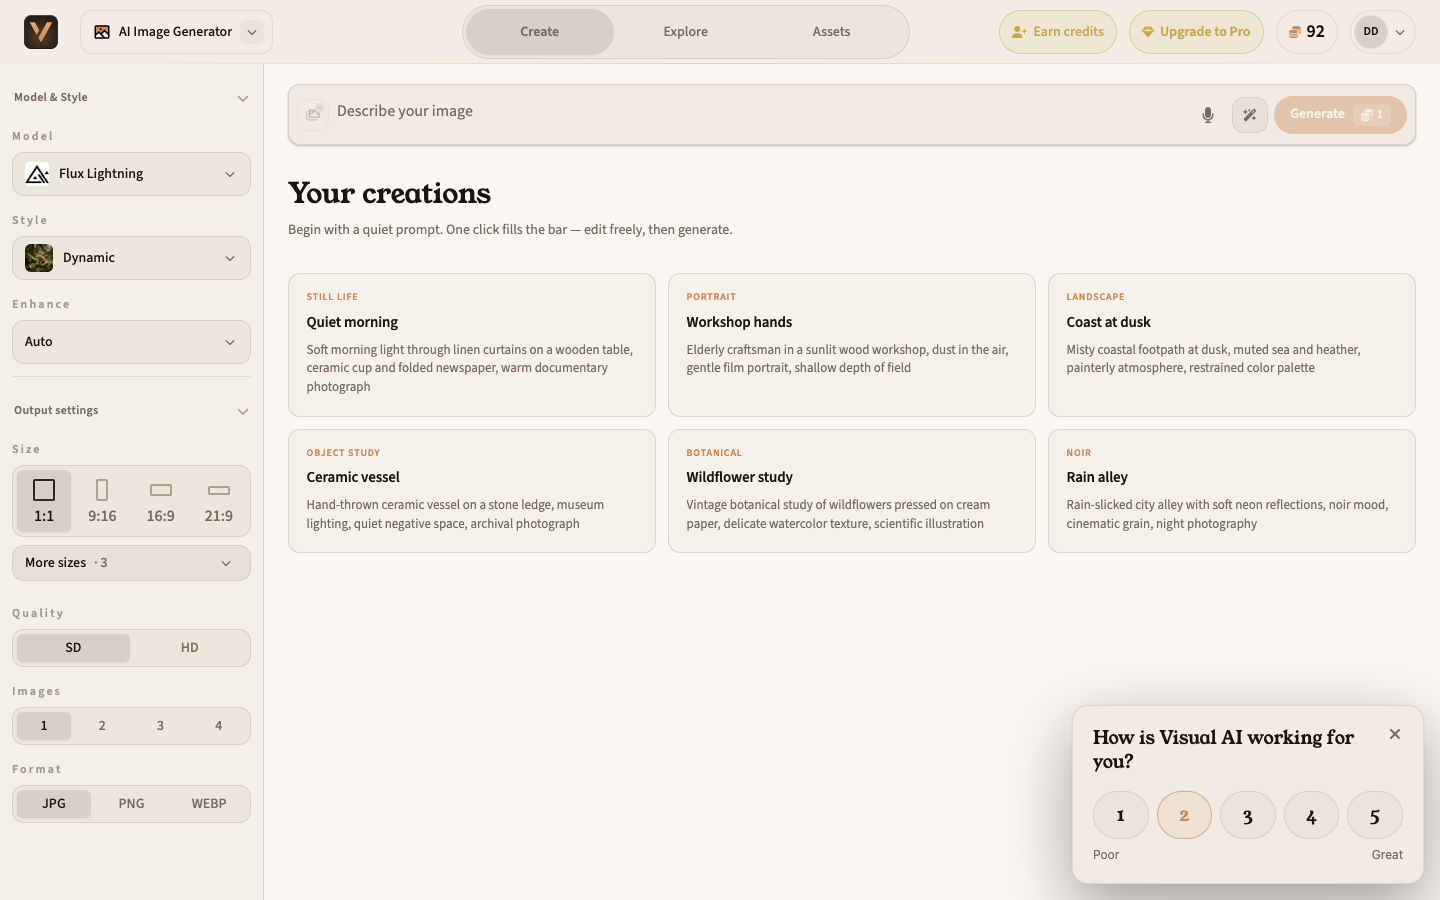 AI Image Generator
Create
Explore
Assets
Earn credits
Upgrade to Pro
92
DD
Model & Style
Model
Flux Lightning
Style
Dynamic
Enhance
Auto
Output settings
Size
1:1
9:16
16:9
21:9
More sizes · 3
Quality
SD
HD
Images
1
2
3
4
Format
JPG
PNG
WEBP
Describe your image
Generate
1
Your creations
Begin with a quiet prompt. One click fills the bar — edit freely, then generate.
STILL LIFE
Quiet morning
Soft morning light through linen curtains on a wooden table,
ceramic cup and folded newspaper, warm documentary
photograph
PORTRAIT
Workshop hands
Elderly craftsman in a sunlit wood workshop, dust in the air,
gentle film portrait, shallow depth of field
LANDSCAPE
Coast at dusk
Misty coastal footpath at dusk, muted sea and heather,
painterly atmosphere, restrained color palette
OBJECT STUDY
Ceramic vessel
Hand-thrown ceramic vessel on a stone ledge, museum
lighting, quiet negative space, archival photograph
BOTANICAL
Wildflower study
Vintage botanical study of wildflowers pressed on cream
paper, delicate watercolor texture, scientific illustration
NOIR
Rain alley
Rain-slicked city alley with soft neon reflections, noir mood,
cinematic grain, night photography
How is Visual AI working for
you?
1
2
3
4
5
Poor
Great